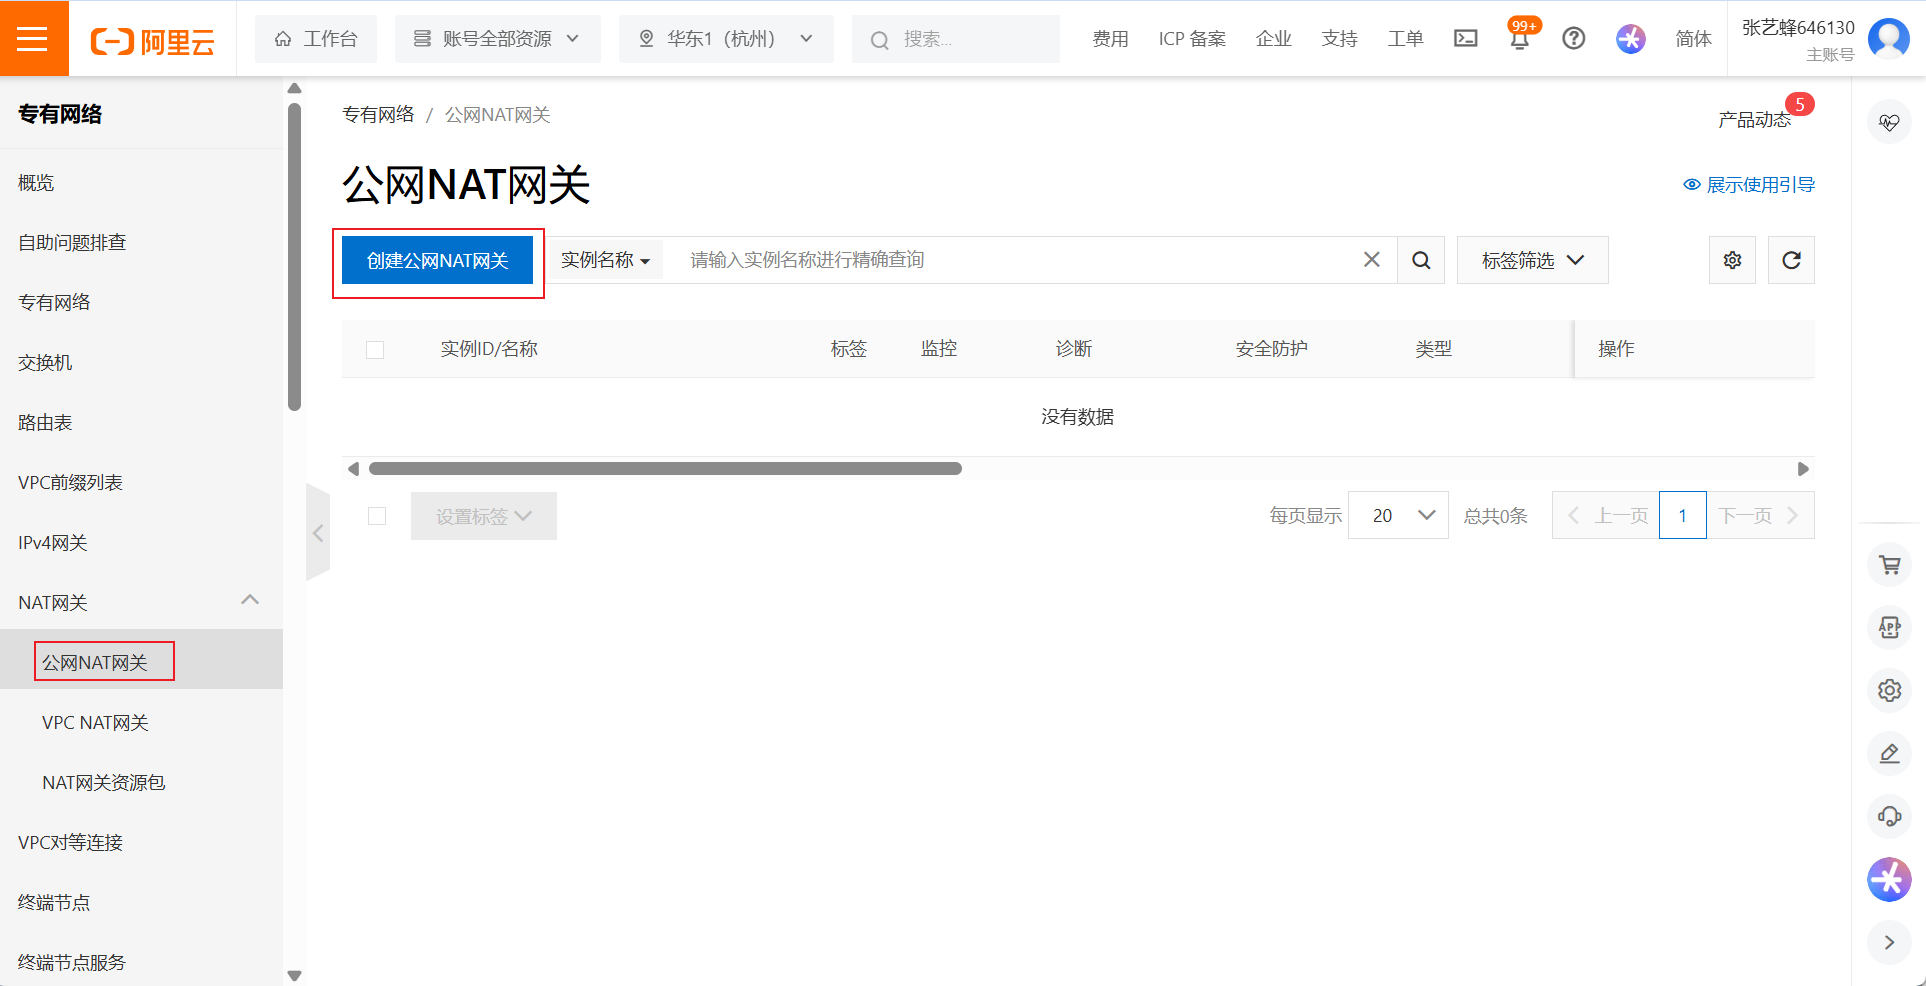 阿里云
工作台
账号全部资源
华东1（杭州）
搜索...
费用
ICP 备案
企业
支持
工单
99+
简体
张艺蜂646130
主账号
专有网络
概览
自助问题排查
专有网络
交换机
路由表
VPC前缀列表
IPv4网关
NAT网关
公网NAT网关
VPC NAT网关
NAT网关资源包
VPC对等连接
终端节点
终端节点服务
专有网络 / 公网NAT网关
产品动态
5
公网NAT网关
展示使用引导
创建公网NAT网关
实例名称
请输入实例名称进行精确查询
标签筛选
实例ID/名称
标签
监控
诊断
安全防护
类型
操作
没有数据
设置标签
每页显示
20
总共0条
上一页
1
下一页
APP